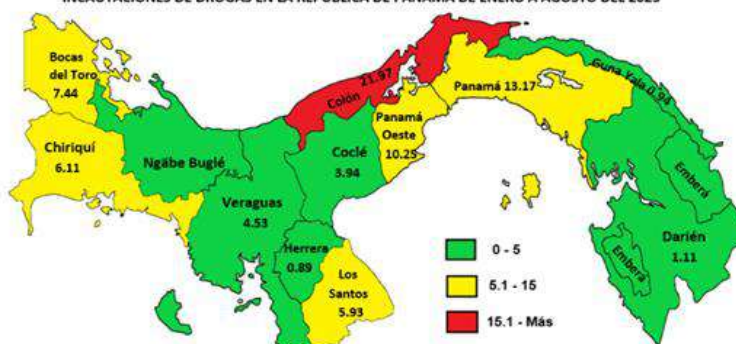 INCAUTACIONES DE DROGAS EN LA REPÚBLICA DE PANAMÁ DE ENERO A AGOSTO DEL 2025
Bocas
del Toro
7.44
Chiriquí
6.11
Ngäbe Buglé
Veraguas
4.53
Herrera
0.89
Los
Santos
5.93
Coclé
3.94
Colón 21.97
Panamá
Oeste
10.25
Panamá 13.17
Guna Yala 0.94
Emberá
Emberá
Darién
1.11
0 - 5
5.1 - 15
15.1 - Más